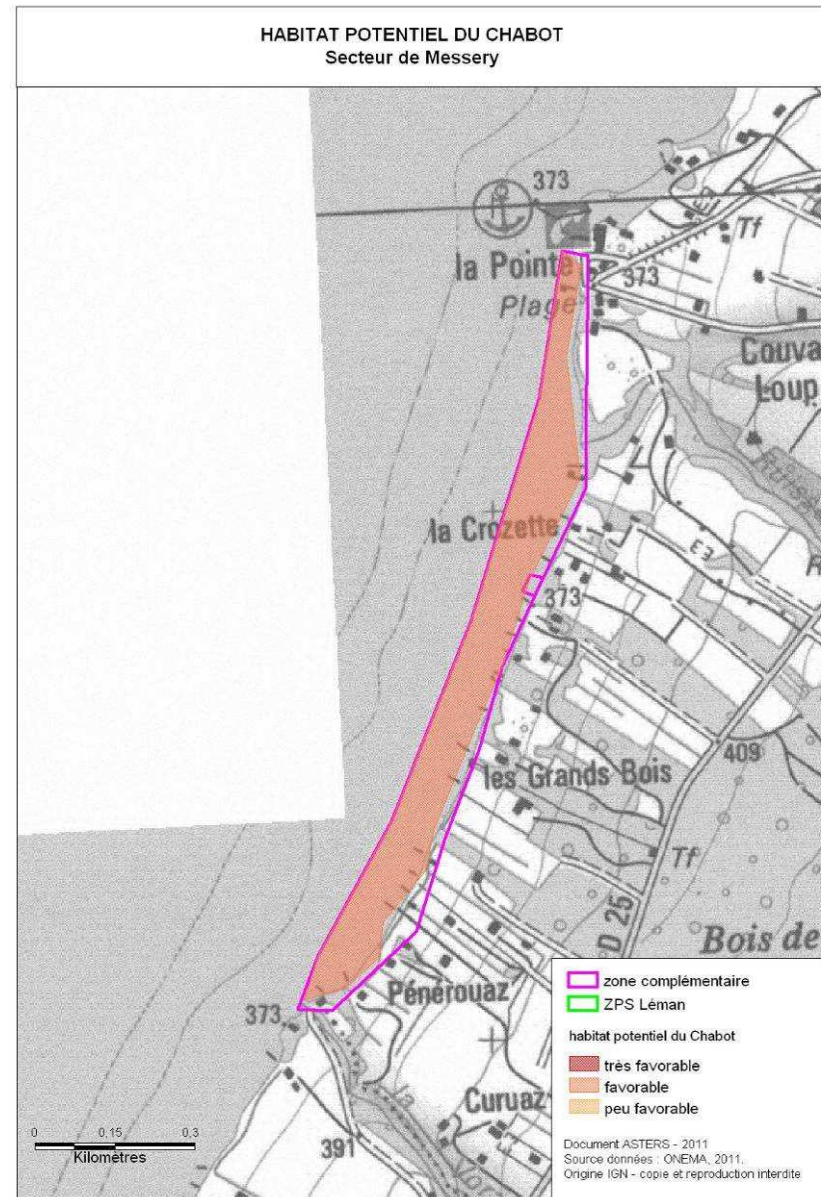 HABITAT POTENTIEL DU CHABOT
Secteur de Messery
373
Tf
la Pointe
373
Plage
Couva
Loup
la Crozette
373
les Grands Bois
409
Tf
D 25
Bois de
Pénérouaz
373
Curuaz
391
la
zone complémentaire
ZPS Léman
habitat potentiel du Chabot
très favorable
favorable
peu favorable
0 0,15 0,3
Kilomètres
Document ASTERS - 2011
Source données : ONEMA, 2011.
Origine IGN - copie et reproduction interdite